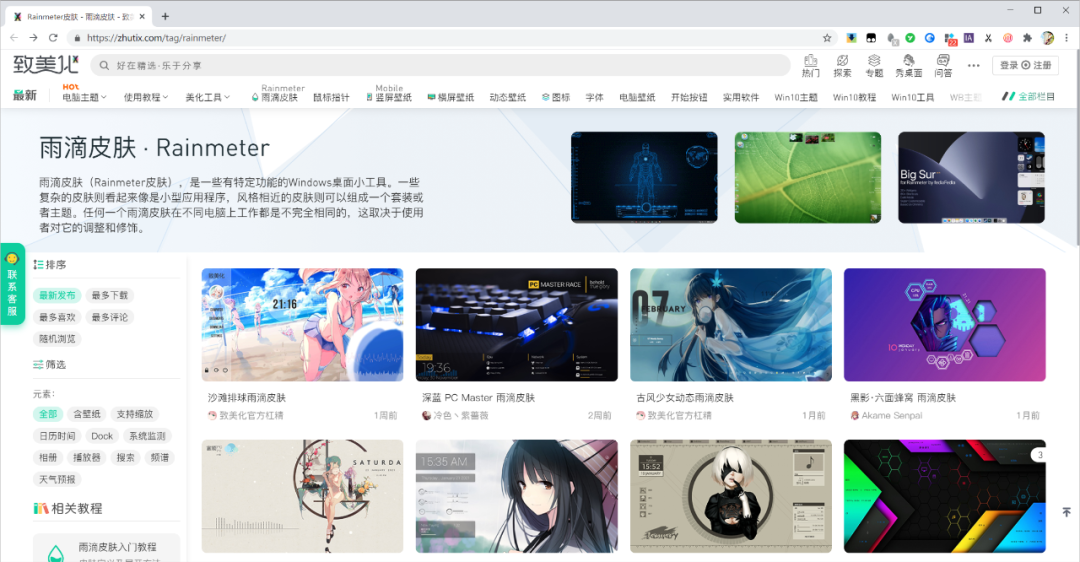 Rainmeter皮肤 - 雨滴皮肤 - 致
https://zhutix.com/tag/rainmeter/
22
IA
致美化
好在精选·乐于分享
热门
探索
专题
秀桌面
问答
登录
注册
最新
HOT
电脑主题
使用教程
美化工具
Rainmeter
雨滴皮肤
鼠标指针
Mobile
竖屏壁纸
横屏壁纸
动态壁纸
图标
字体
电脑壁纸
开始按钮
实用软件
Win10主题
Win10教程
Win10工具
WB主题
全部栏目
雨滴皮肤 · Rainmeter
雨滴皮肤（Rainmeter皮肤），是一些有特定功能的Windows桌面小工具。一些
复杂的皮肤则看起来像是小型应用程序，风格相近的皮肤则可以组成一个套装或
者主题。任何一个雨滴皮肤在不同电脑上工作都是不完全相同的，这取决于使用
者对它的调整和修饰。
Big Sur
for Rainmeter by fediaFedia
联系客服
排序
最新发布
最多下载
最多喜欢
最多评论
随机浏览
筛选
元素：
全部
含壁纸
支持缩放
日历时间
Dock
系统监测
相册
播放器
搜索
频谱
天气预报
相关教程
雨滴皮肤入门教程
21:16
沙滩排球雨滴皮肤
致美化官方杠精
1周前
PC MASTER RACE
19:36
深蓝 PC Master 雨滴皮肤
冷色丶紫蔷薇
2周前
07
FEBRUARY
古风少女动态雨滴皮肤
致美化官方杠精
1月前
CPU
10
MONDAY
黑影·六面蜂窝 雨滴皮肤
Akame Senpai
1月前
SATURDA
15:35 AM
15:52
3